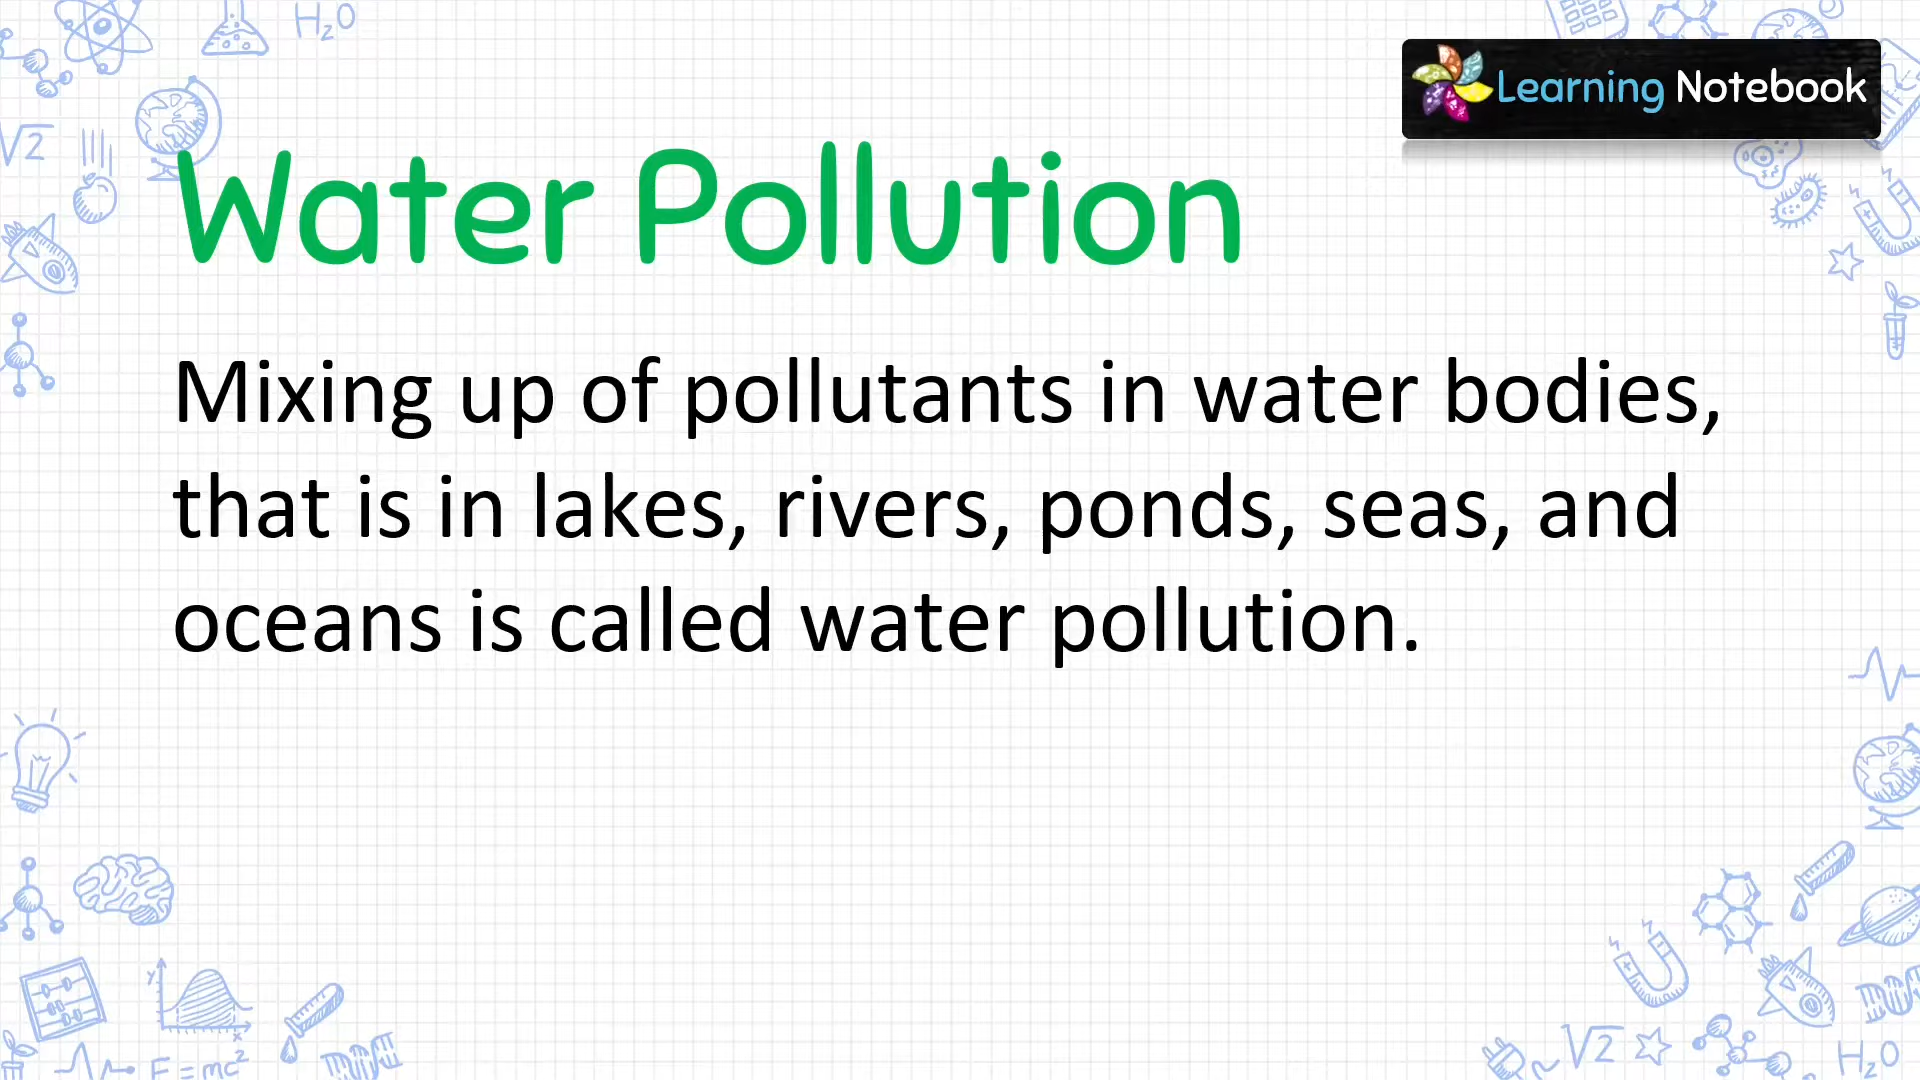 H₂O
Learning Notebook
√2
Water Pollution
Mixing up of pollutants in water bodies,
that is in lakes, rivers, ponds, seas, and
oceans is called water pollution.
y
x
F=mc²
√2
H₂O